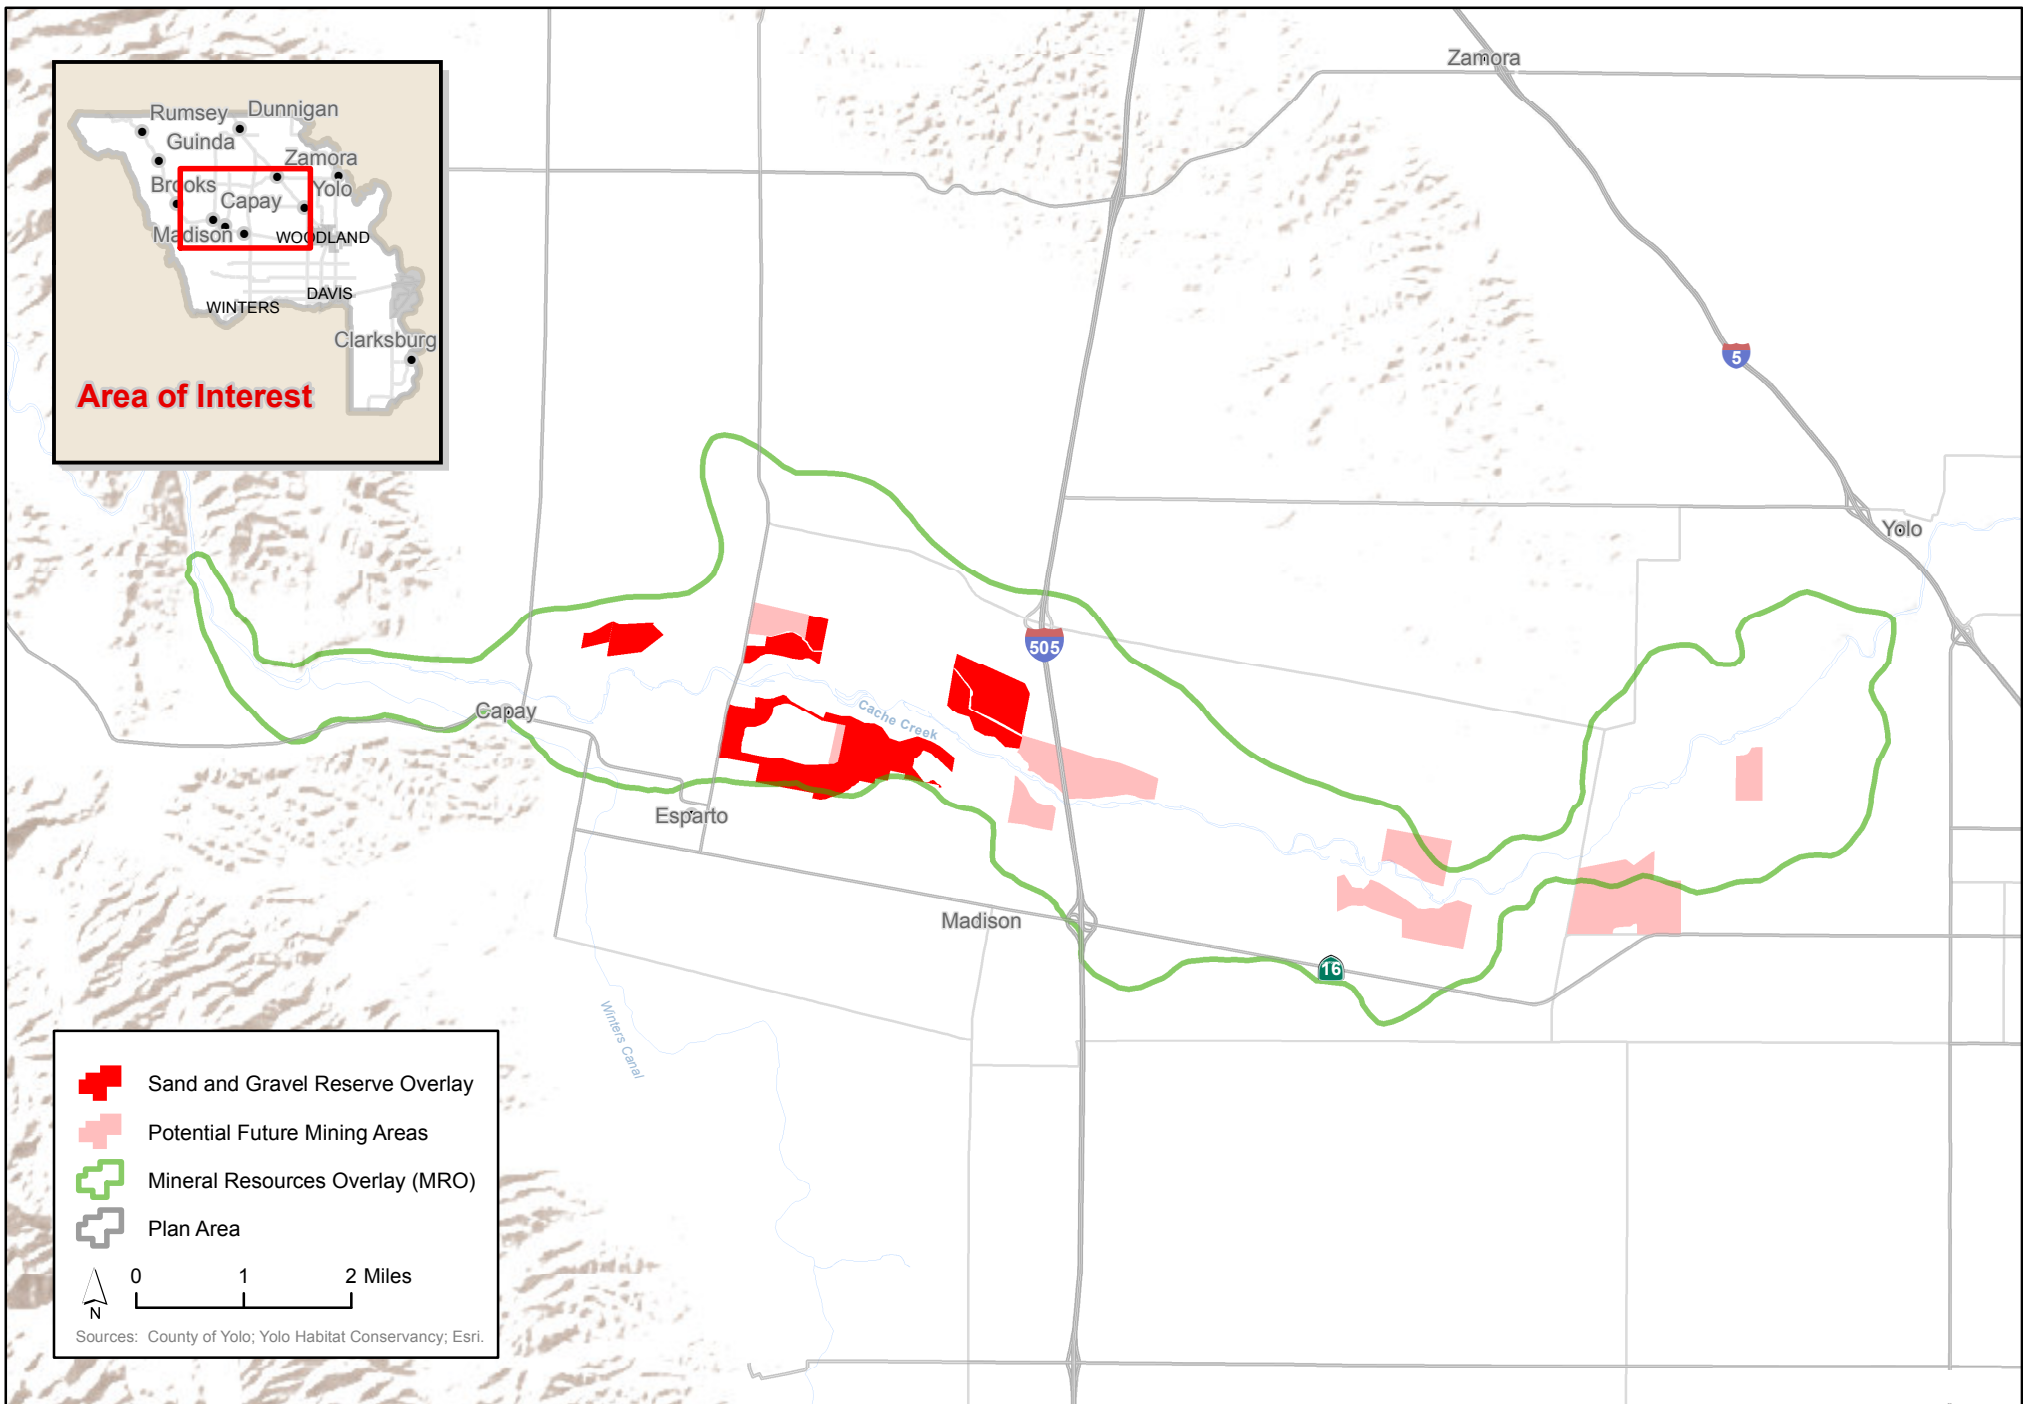 Rumsey
Dunnigan
Guinda
Zamora
Brooks
Yolo
Capay
Madison
WOODLAND
DAVIS
WINTERS
Clarksburg
Area of Interest
Zamora
5
Yolo
505
Capay
Cache Creek
Esparto
Madison
16
Winters Canal
Sand and Gravel Reserve Overlay
Potential Future Mining Areas
Mineral Resources Overlay (MRO)
Plan Area
0 1 2 Miles
N
Sources: County of Yolo; Yolo Habitat Conservancy; Esri.